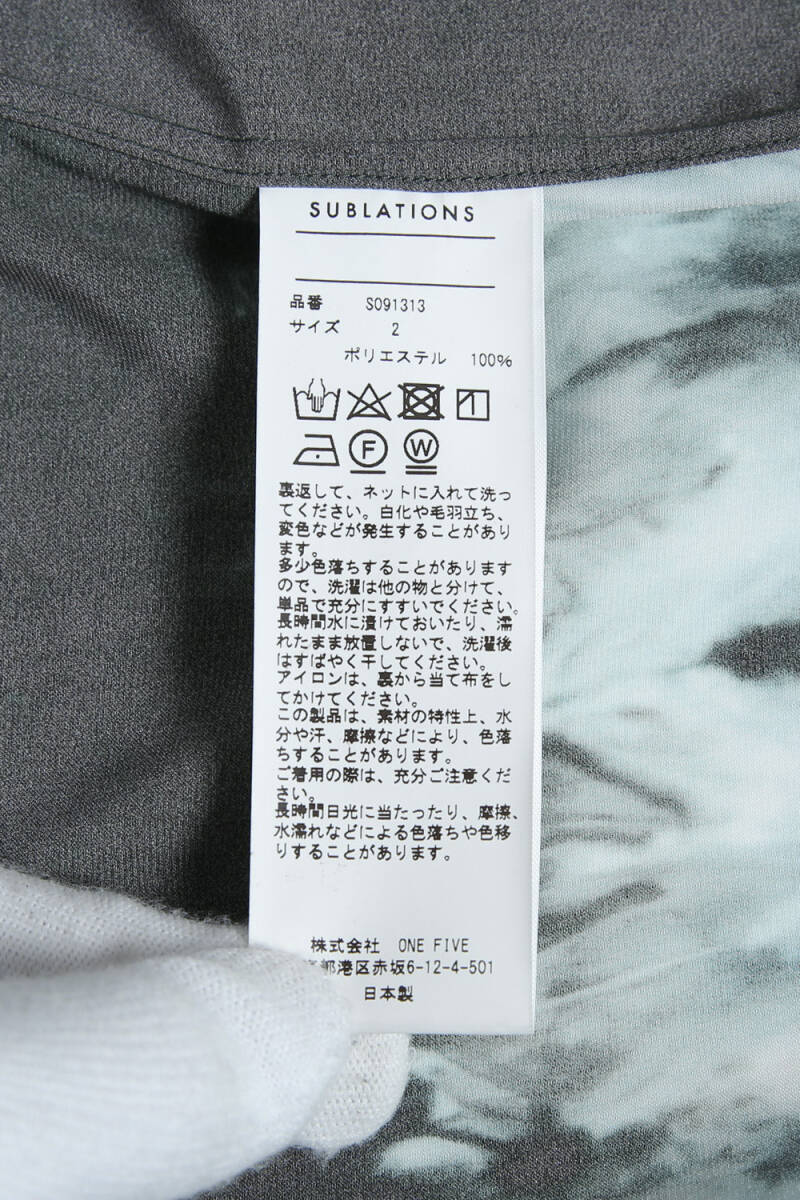 SUBLATIONS
品番 S091313
サイズ 2
ポリエステル 100%
F W
裏返して、ネットに入れて洗っ
てください。白化や毛羽立ち、
変色などが発生することがあり
ます。
多少色落ちすることがあります
ので、洗濯は他の物と分けて、
単品で充分にすすいでください。
長時間水に漬けておいたり、濡
れたまま放置しないで、洗濯後
はすばやく干してください。
アイロンは、裏から当て布をし
てかけてください。
この製品は、素材の特性上、水
分や汗、摩擦などにより、色落
ちすることがあります。
ご着用の際は、充分ご注意くだ
さい。
長時間日光に当たったり、摩擦、
水濡れなどによる色落ちや色移
りすることがあります。
株式会社 ONE FIVE
都港区赤坂6-12-4-501
日本製